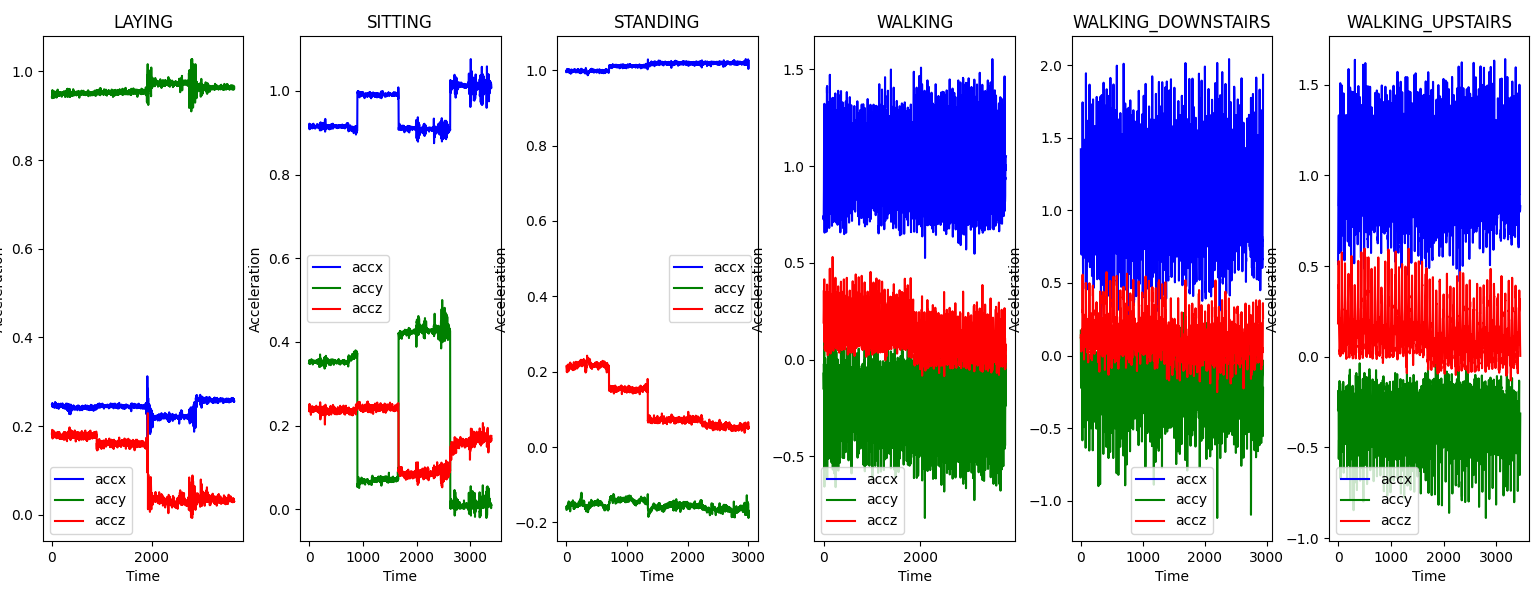 LAYING
1.0
0.8
0.6
0.4
0.2
0.0
Acceleration
accx
accy
accz
0
2000
Time
SITTING
1.0
0.8
0.6
0.4
0.2
0.0
Acceleration
accx
accy
accz
0
1000
2000
3000
Time
STANDING
1.0
0.8
0.6
0.4
0.2
0.0
−0.2
Acceleration
accx
accy
accz
0
1000
2000
3000
Time
WALKING
1.5
1.0
0.5
0.0
−0.5
Acceleration
accx
accy
accz
0
2000
Time
WALKING_DOWNSTAIRS
2.0
1.5
1.0
0.5
0.0
−0.5
−1.0
Acceleration
accx
accy
accz
0
1000
2000
3000
Time
WALKING_UPSTAIRS
1.5
1.0
0.5
0.0
−0.5
−1.0
Acceleration
accx
accy
accz
0
1000
2000
3000
Time